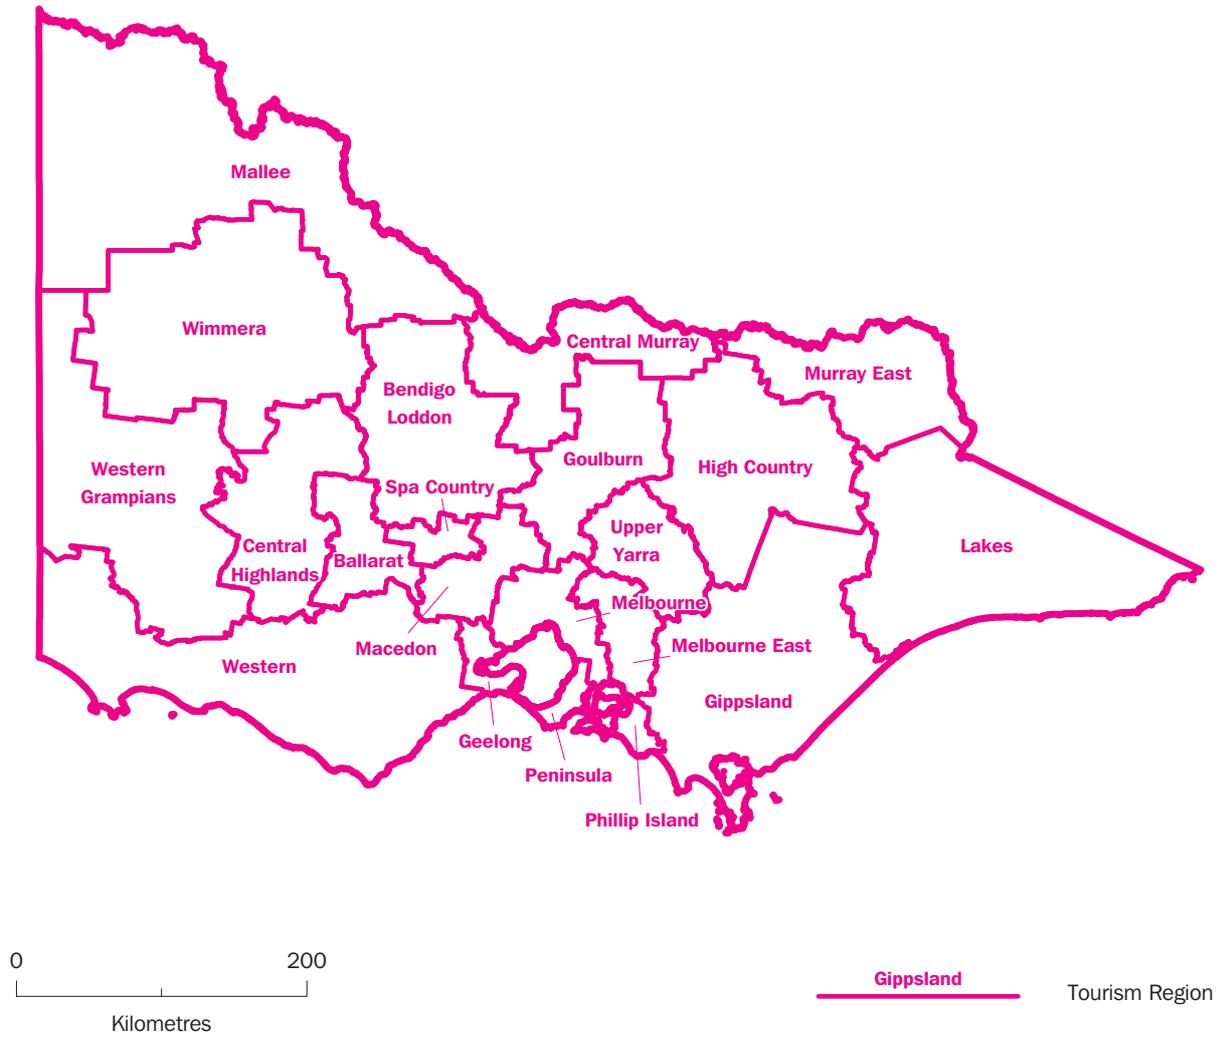 Mallee
Wimmera
Central Murray
Murray East
Bendigo
Loddon
Western
Grampians
Goulburn
High Country
Spa Country
Upper
Yarra
Central
Highlands
Ballarat
Lakes
Melbourne
Macedon
Melbourne East
Western
Gippsland
Geelong
Peninsula
Phillip Island
0 200
Kilometres
Gippsland
Tourism Region